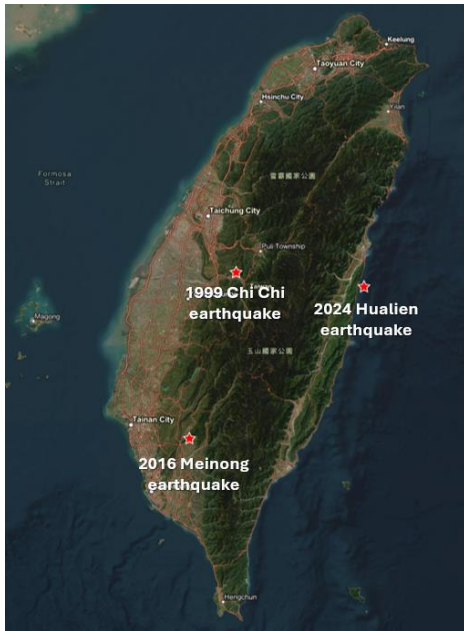 Keelung
Taoyuan City
Hsinchu City
Yilan
Formosa
Strait
雪霸國家公園
Taichung City
Puli Township
1999 Chi Chi
earthquake
2024 Hualien
earthquake
Magong
玉山國家公園
Tainan City
2016 Meinong
earthquake
Hengchun